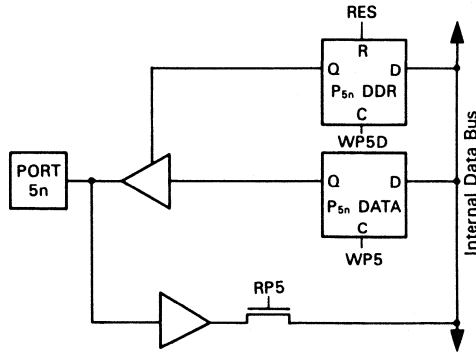 RES
R
Q D
P5n DDR
C
WP5D
PORT
5n
Q D
P5n DATA
C
WP5
RP5
Internal Data Bus